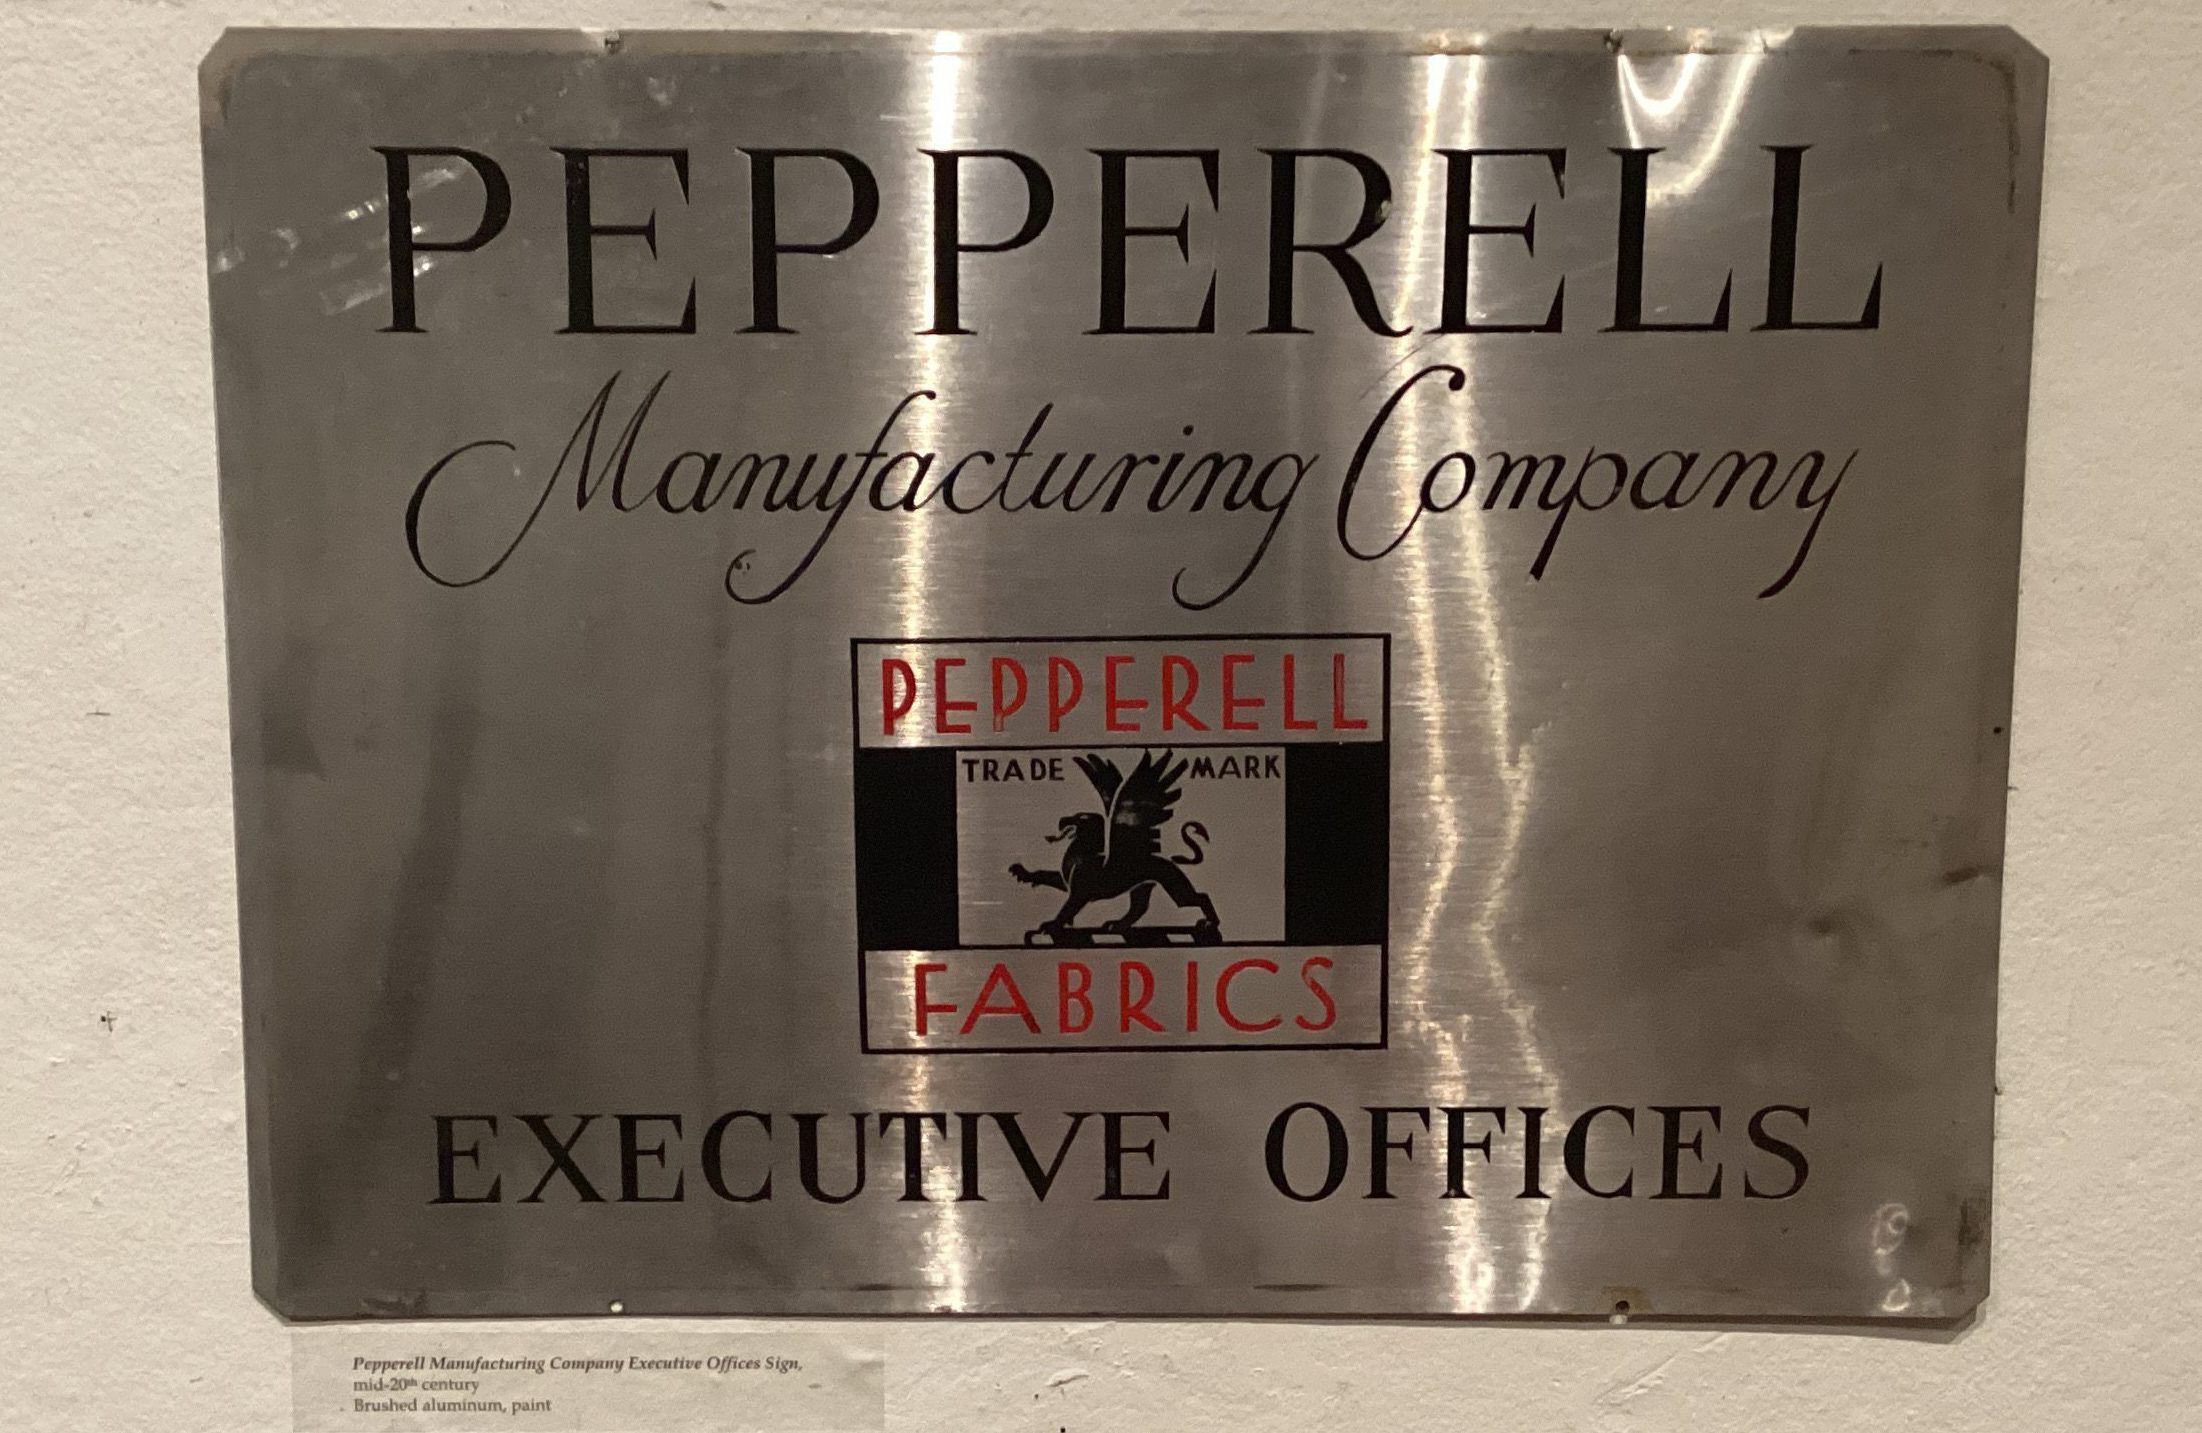 PEPPERELL
Manufacturing Company
PEPPERELL
TRADE MARK
FABRICS
EXECUTIVE OFFICES
Pepperell Manufacturing Company Executive Offices Sign,
mid-20th century
Brushed aluminum, paint